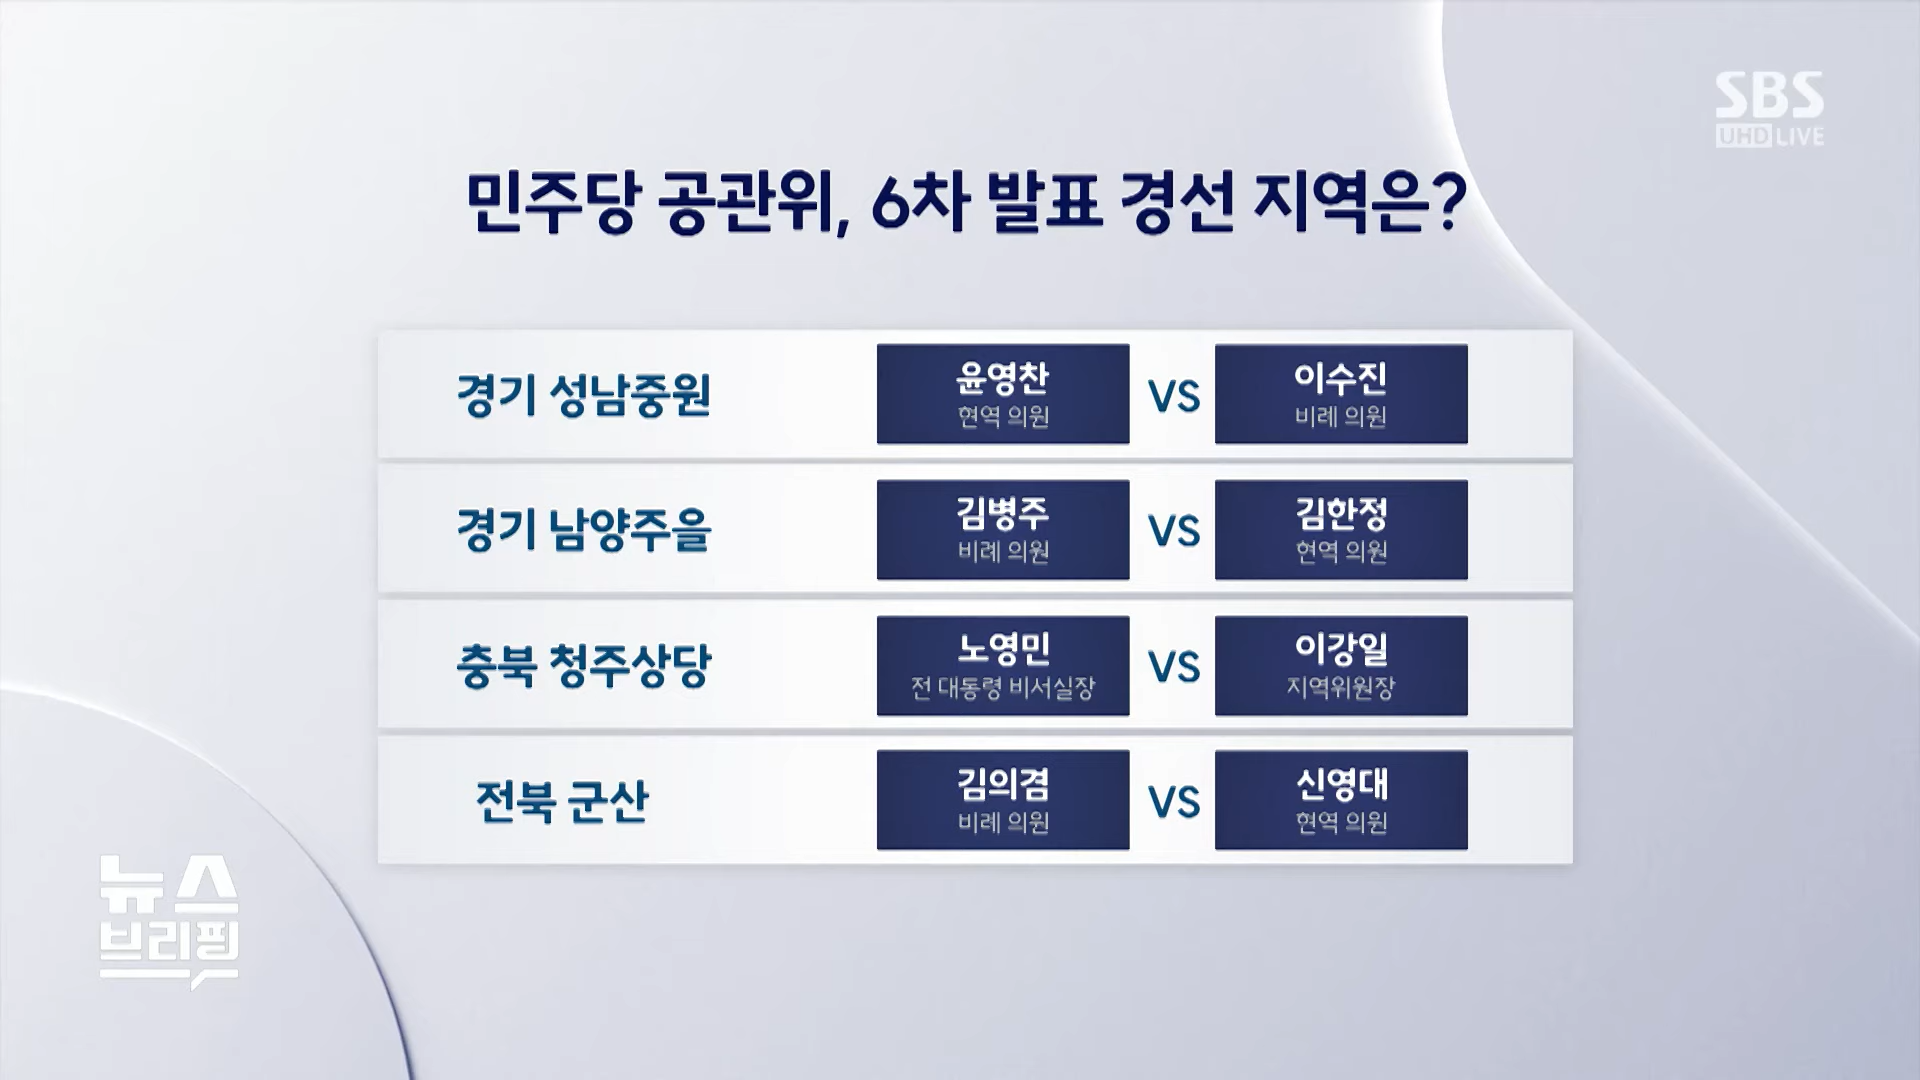 SBS
UHD LIVE
민주당 공관위, 6차 발표 경선 지역은?
경기 성남중원 윤영찬 VS 이수진
현역 의원 비례 의원
경기 남양주을 김병주 VS 김한정
비례 의원 현역 의원
충북 청주상당 노영민 VS 이강일
전 대통령 비서실장 지역위원장
전북 군산 김의겸 VS 신영대
비례 의원 현역 의원
뉴스
브리핑